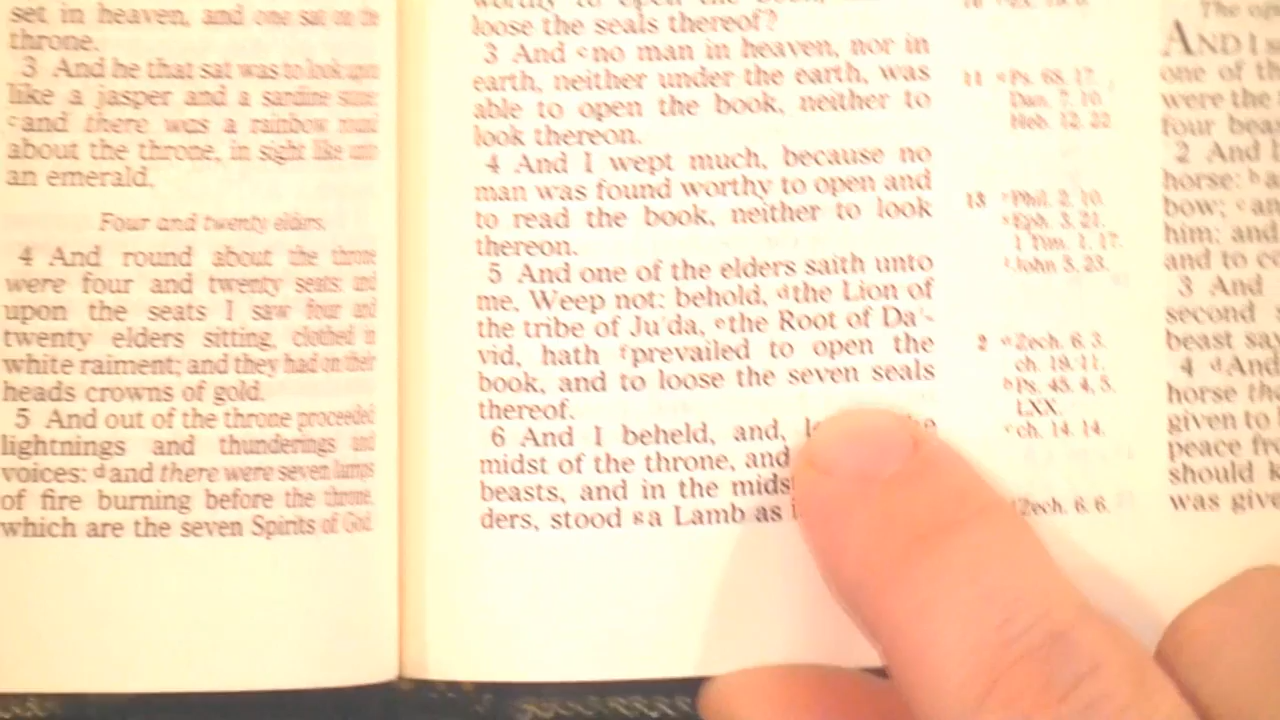 set in heaven, and one sat on the
throne.
3 And he that sat was to look upon
like a jasper and a sardine stone
c and there was a rainbow round
about the throne, in sight like unto
an emerald.
Four and twenty elders.
4 And round about the throne
were four and twenty seats: and
upon the seats I saw four and
twenty elders sitting, clothed in
white raiment; and they had on their
heads crowns of gold.
5 And out of the throne proceeded
lightnings and thunderings and
voices: d and there were seven lamps
of fire burning before the throne,
which are the seven Spirits of God.
loose the seals thereof?
3 And c no man in heaven, nor in
earth, neither under the earth, was
able to open the book, neither to
look thereon.
4 And I wept much, because no
man was found worthy to open and
to read the book, neither to look
thereon.
5 And one of the elders saith unto
me, Weep not: behold, d the Lion of
the tribe of Ju'da, e the Root of Da'-
vid, hath f prevailed to open the
book, and to loose the seven seals
thereof.
6 And I beheld, and,
midst of the throne, and
beasts, and in the
ders, stood g a Lamb as
11 Ps. 68. 17.
Dan. 7. 10.
Heb. 12. 22.
13 Phil. 2. 10.
Eph. 3. 21.
1 Tim. 1. 17.
John 5. 23.
2 a Zech. 6. 3.
ch. 19. 11.
b Ps. 45. 4, 5.
LXX.
c ch. 14. 14.
Zech. 6. 6.
The
AND I
one of
were the
four
2 And
horse: b
bow; c
him: and
and to
3 And
second
beast
4 d And
horse
given to
peace
should
was